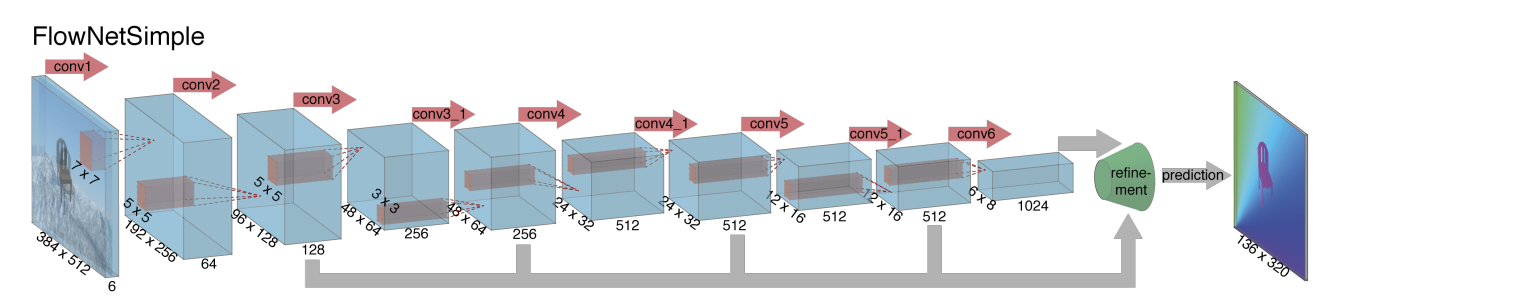 FlowNetSimple
conv1
conv2
conv3
conv3_1
conv4
conv4_1
conv5
conv5_1
conv6
7 x 7
5 x 5
5 x 5
3 x 3
384 x 512
192 x 256
96 x 128
48 x 64
48 x 64
24 x 32
24 x 32
12 x 16
12 x 16
6 x 8
6
64
128
256
256
512
512
512
512
1024
refine-
ment
prediction
136 x 320